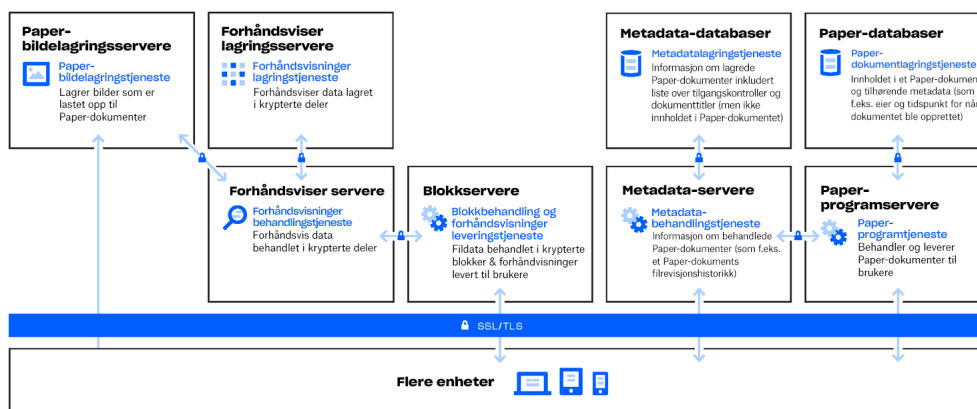 Paper-
bildelagringsservere
Paper-
bildelagringstjeneste
Lagrer bilder som er
lastet opp til
Paper-dokumenter
Forhåndsviser
lagringsservere
Forhåndsvisninger
lagringstjeneste
Forhåndsviser data lagret
i krypterte deler
Metadata-databaser
Metadatalagringstjeneste
Informasjon om lagrede
Paper-dokumenter inkludert
liste over tilgangskontroller og
dokumenttitler (men ikke
innholdet i Paper-dokumentet)
Paper-databaser
Paper-
dokumentlagringstjeneste
Innholdet i et Paper-dokumen
og tilhørende metadata (som
f.eks. eier og tidspunkt for når
dokumentet ble opprettet)
Forhåndsviser servere
Forhåndsvisninger
behandlingstjeneste
Forhåndsvis data
behandlet i krypterte deler
Blokkservere
Blokkbehandling og
forhåndsvisninger
leveringstjeneste
Fildata behandlet i krypterte
blokker & forhåndvisninger
levert til brukere
Metadata-servere
Metadata-
behandlingstjeneste
Informasjon om behandlede
Paper-dokumenter (som f.eks.
et Paper-dokuments
filrevisjonshistorikk)
Paper-
programservere
Paper-
programtjeneste
Behandler og leverer
Paper-dokumenter til
brukere
SSL/TLS
Flere enheter